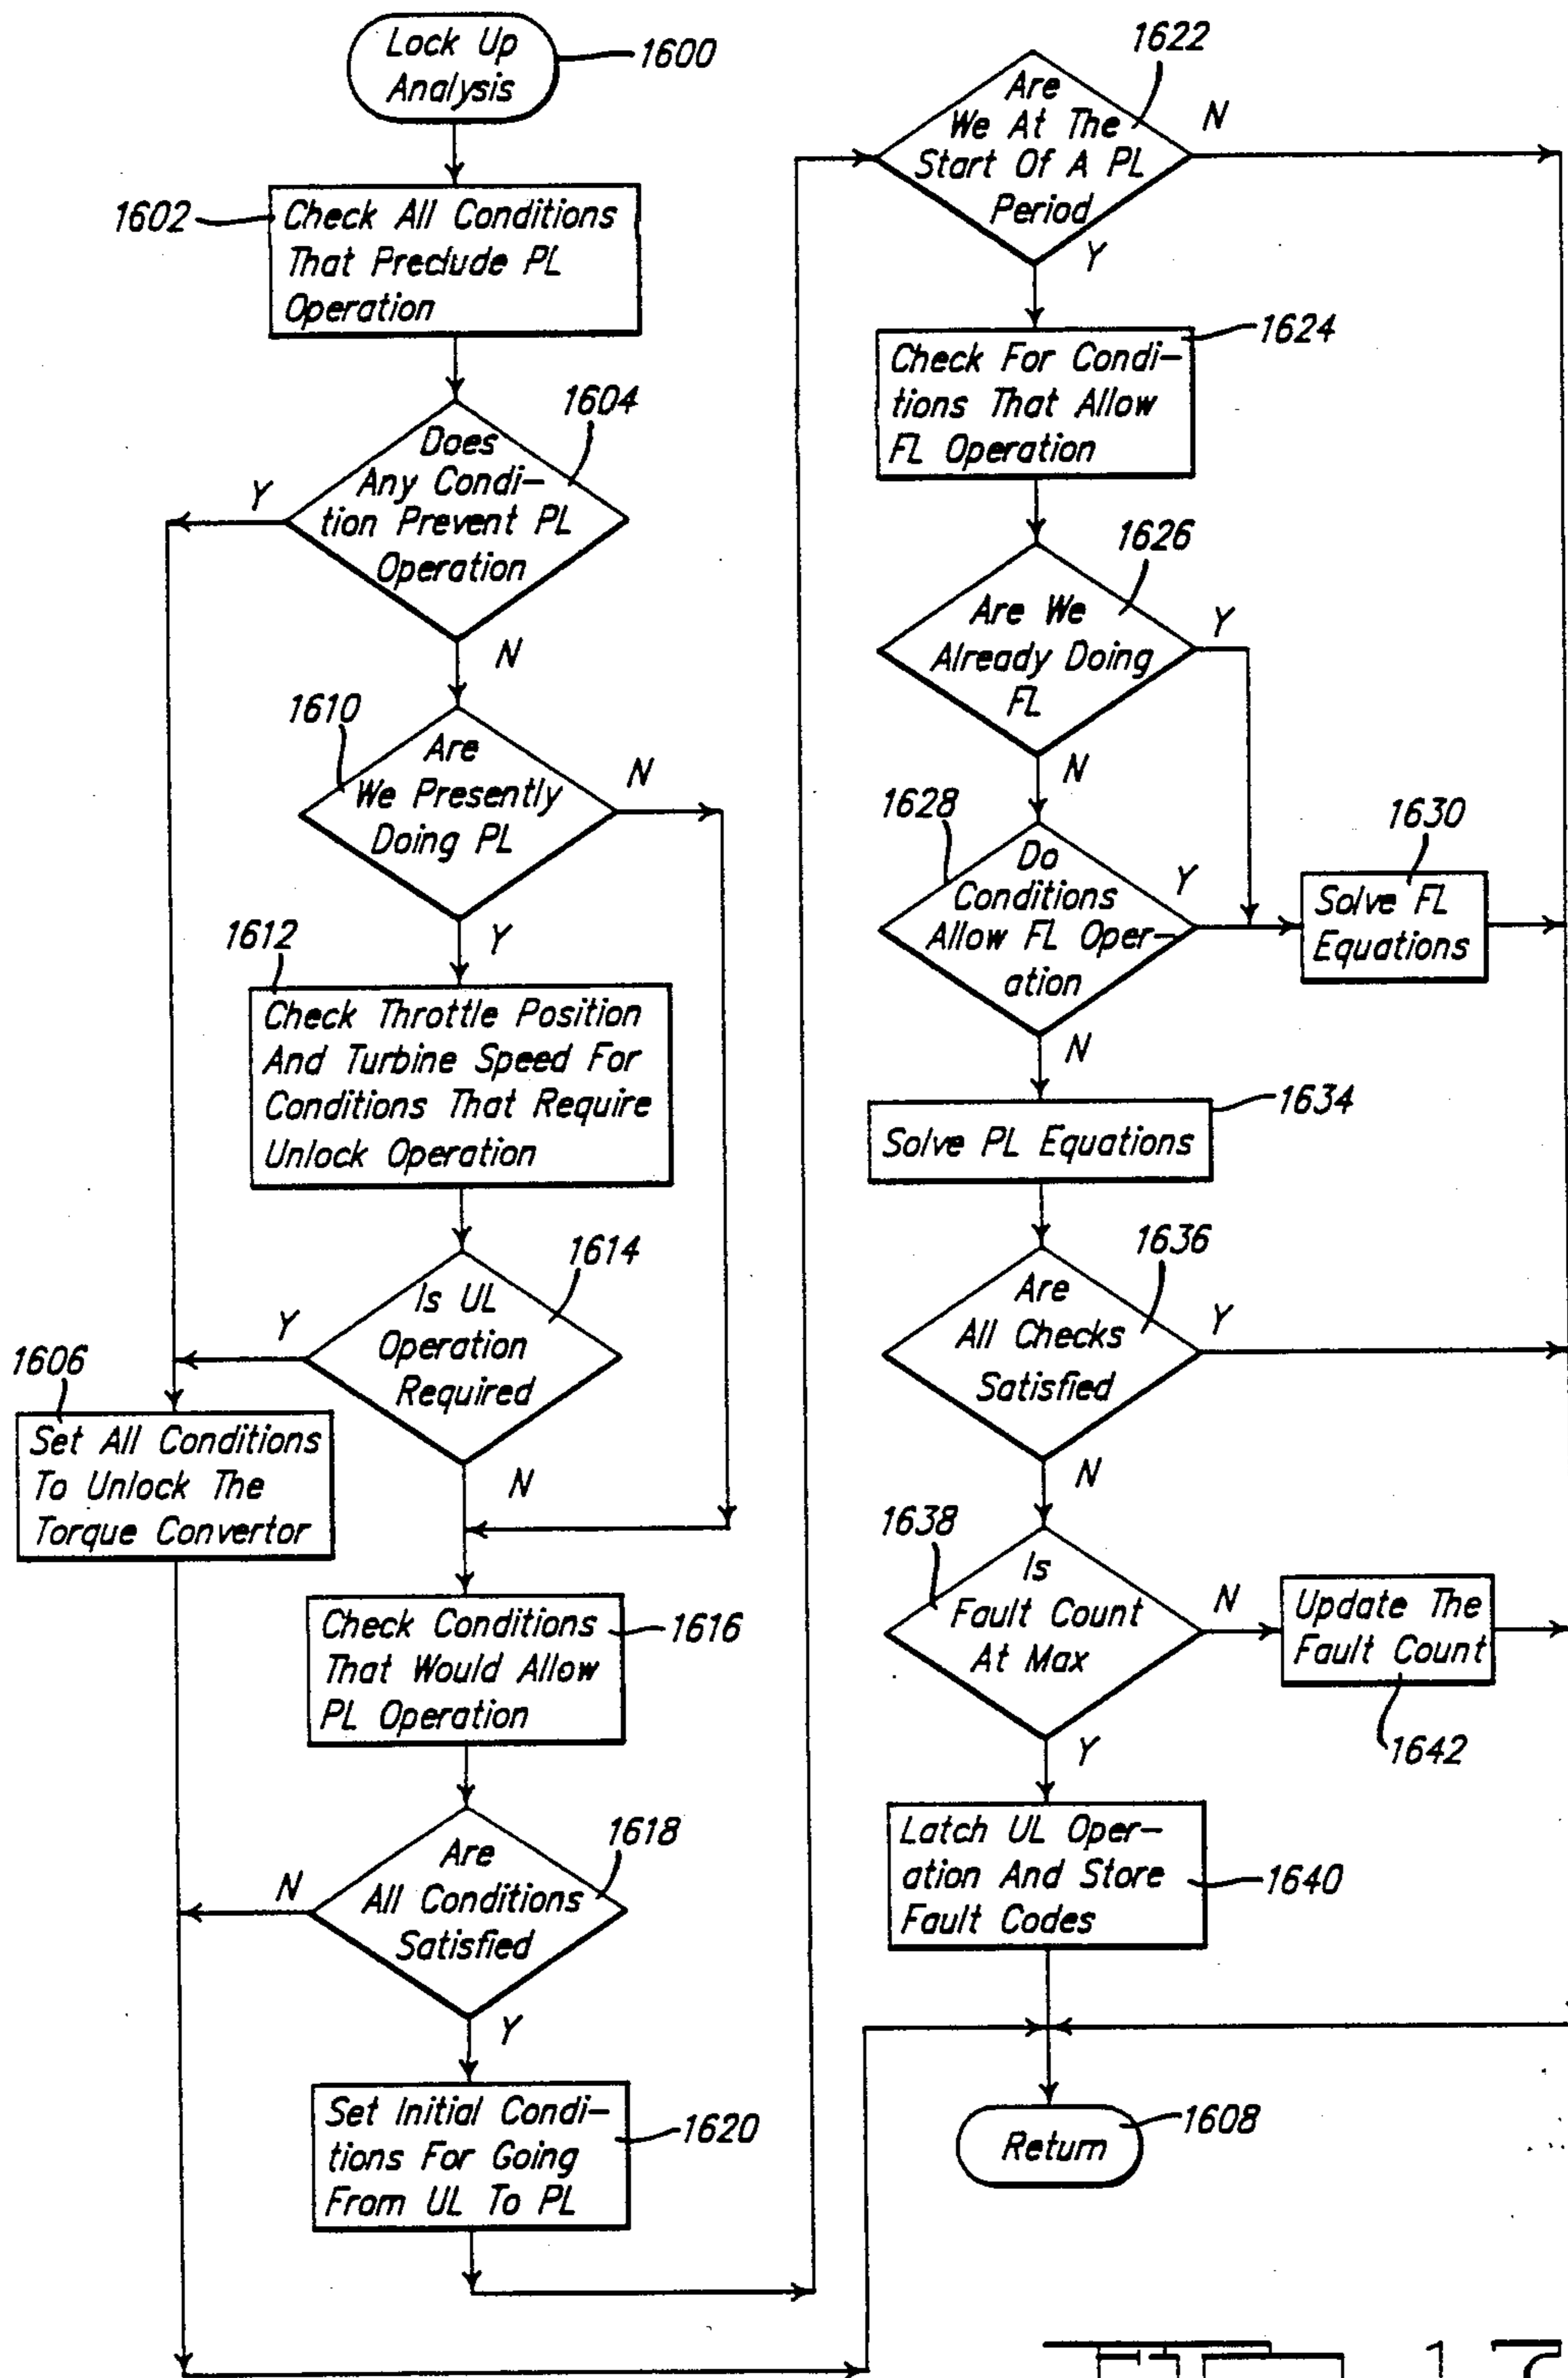 Lock Up
Analysis
1600
1602
Check All Conditions
That Preclude PL
Operation
1604
Does
Any Condi-
tion Prevent PL
Operation
Y
N
1610
Are
We Presently
Doing PL
N
Y
1612
Check Throttle Position
And Turbine Speed For
Conditions That Require
Unlock Operation
1614
Is UL
Operation
Required
Y
N
1606
Set All Conditions
To Unlock The
Torque Convertor
Check Conditions
That Would Allow
PL Operation
1616
1618
Are
All Conditions
Satisfied
N
Y
Set Initial Condi-
tions For Going
From UL To PL
1620
1622
Are
We At The
Start Of A PL
Period
N
Y
1624
Check For Condi-
tions That Allow
FL Operation
1626
Are We
Already Doing
FL
Y
N
1628
Do
Conditions
Allow FL Oper-
ation
Y
N
1630
Solve FL
Equations
1634
Solve PL Equations
1636
Are
All Checks
Satisfied
Y
N
1638
Is
Fault Count
At Max
N
Y
Update The
Fault Count
1642
Latch UL Oper-
ation And Store
Fault Codes
1640
Return
1608